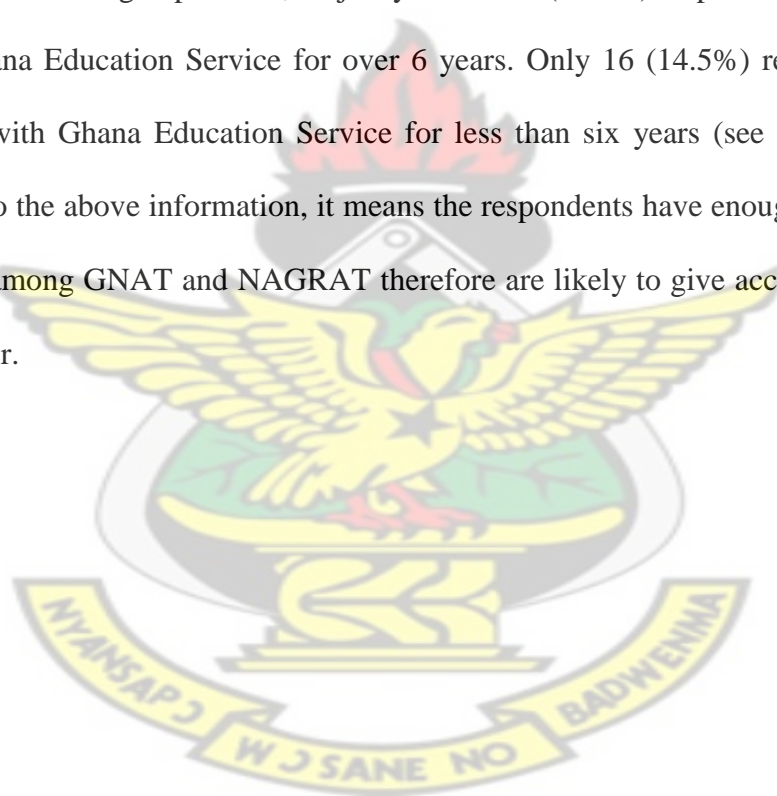 ana Education Service for over 6 years. Only 16 (14.5%) re
with Ghana Education Service for less than six years (see
o the above information, it means the respondents have enoug
among GNAT and NAGRAT therefore are likely to give acc
r.
NYANSAPƆ WƆSANE NO BADWENMA